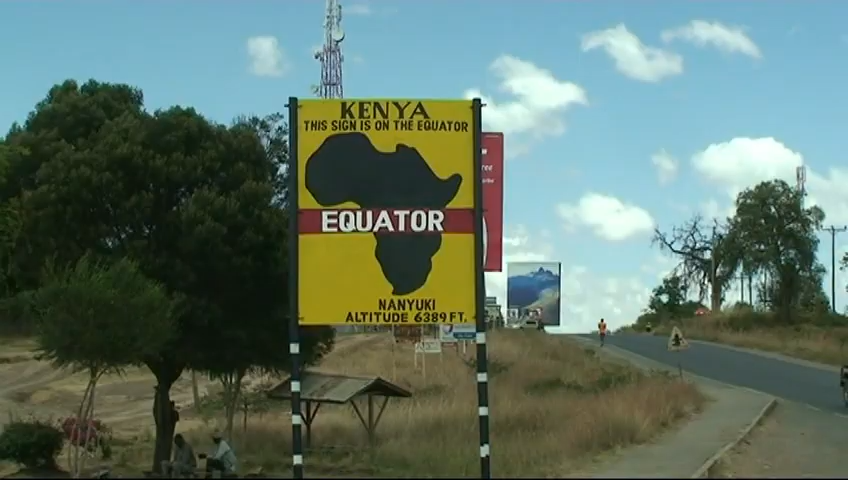 KENYA
THIS SIGN IS ON THE EQUATOR
EQUATOR
NANYUKI
ALTITUDE 6389 FT.